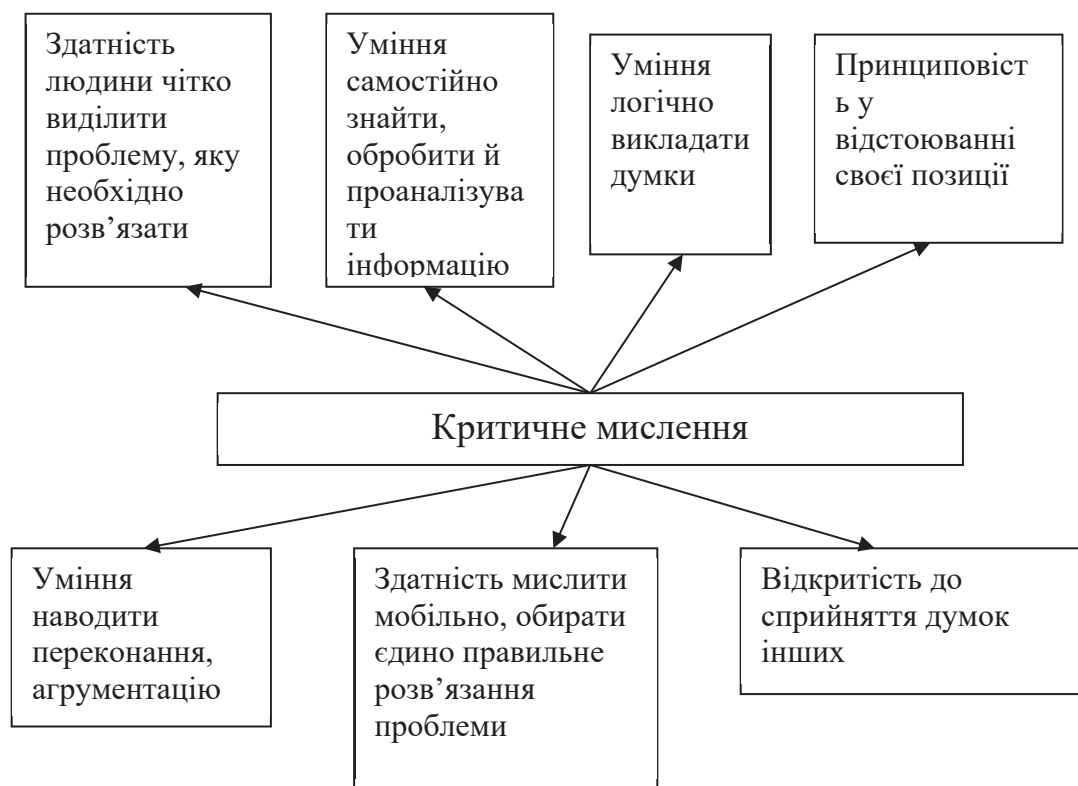 Здатність
людини чітко
виділити
проблему, яку
необхідно
розв’язати
Уміння
самостійно
знайти,
обробити й
проаналізува
ти
інформацію
Уміння
логічно
викладати
думки
Принциповіст
ь у
відстоюванні
своєї позиції
Критичне мислення
Уміння
наводити
переконання,
агрументацію
Здатність мислити
мобільно, обирати
єдино правильне
розв’язання
проблеми
Відкритість до
сприйняття думок
інших